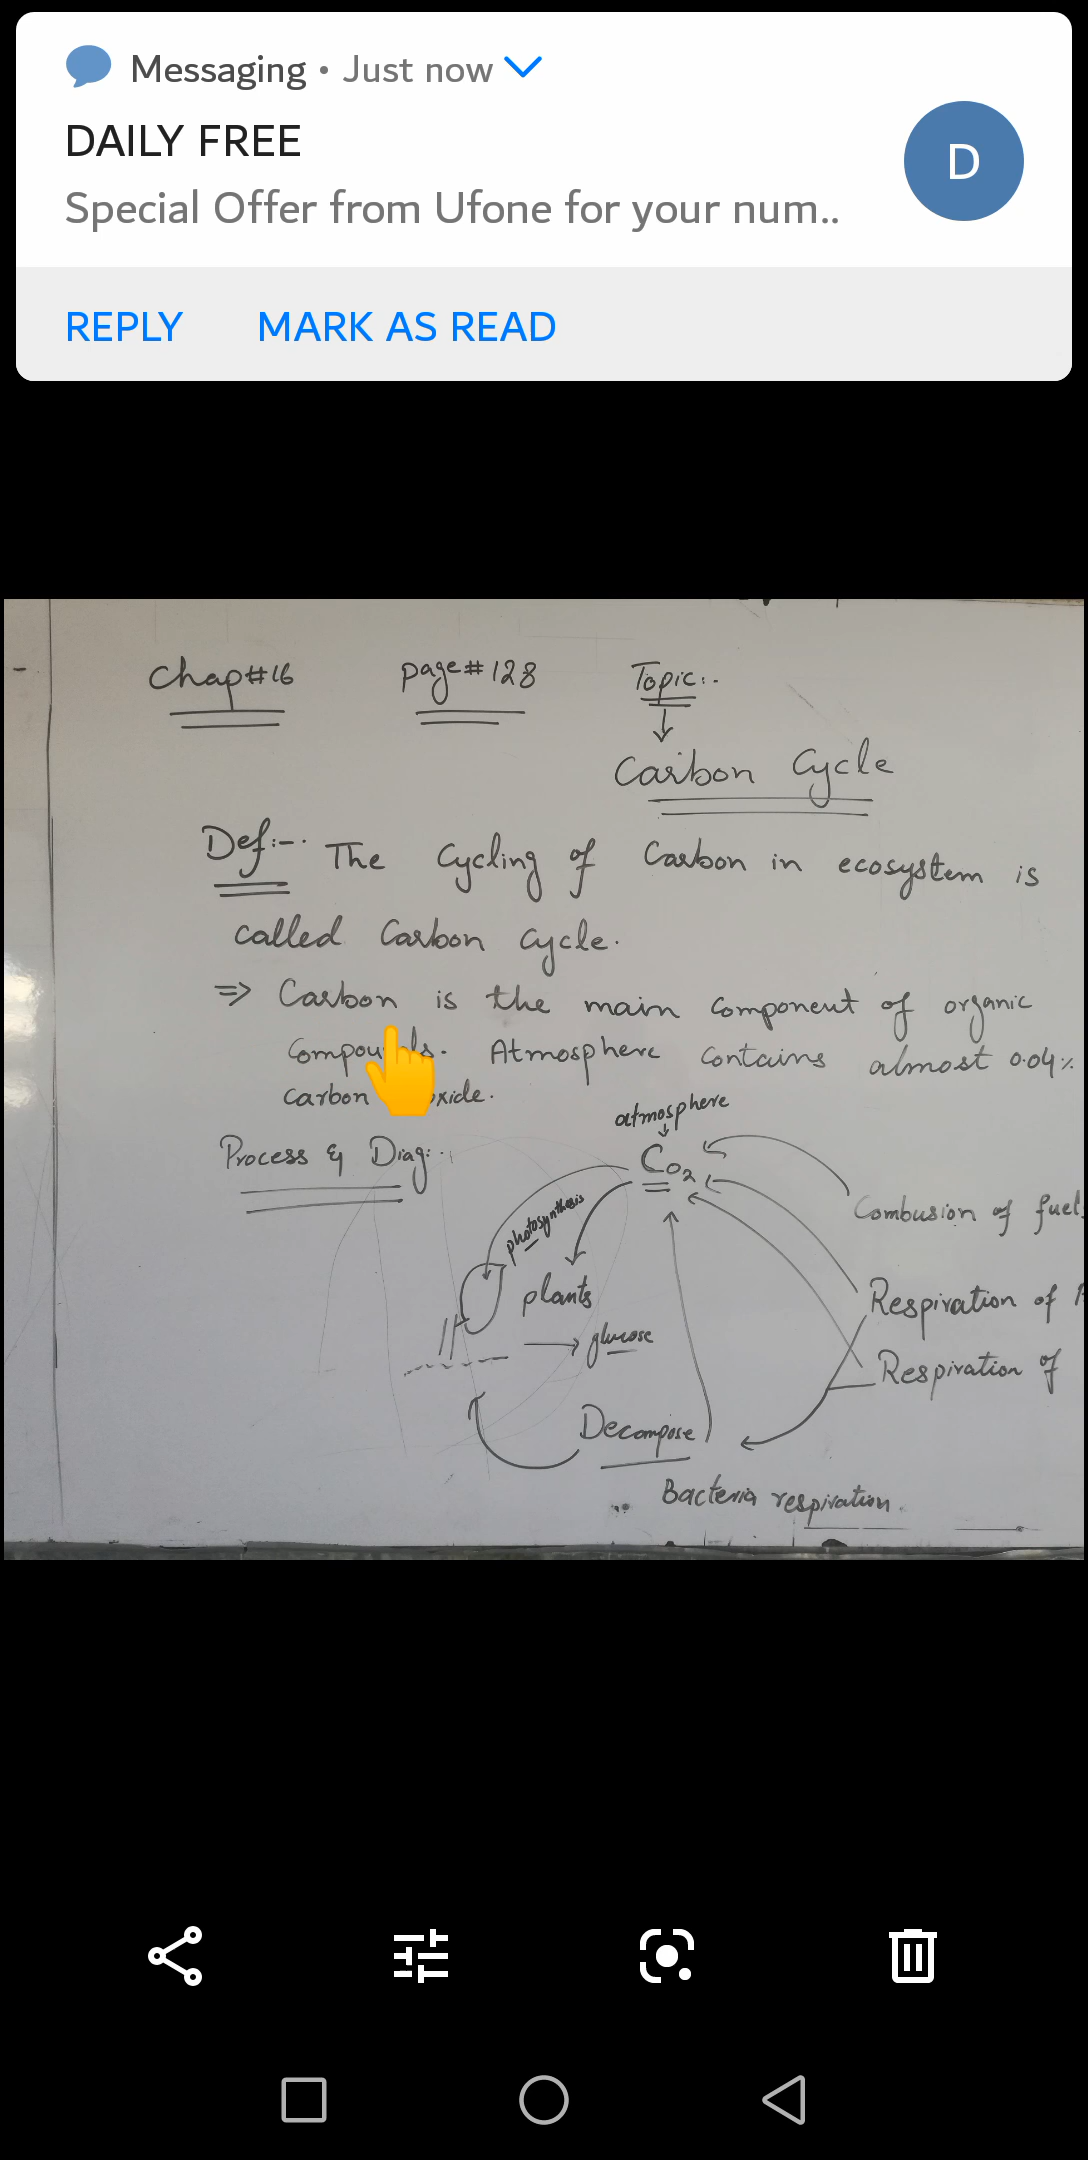 Messaging • Just now
DAILY FREE
D
Special Offer from Ufone for your num..
REPLY MARK AS READ
Chap#16 page#128 Topic:-
Carbon Cycle
Def:- The Cycling of Carbon in ecosystem is
called Carbon Cycle.
⇒ Carbon is the main component of organic
Atmosphere contains almost 0.04%
Carbon
atmosphere
Process & Diag:-
CO2
photosynthesis
Combusion of fuel
plants
Respiration of
glucose
Respiration of
Decompose
Bacteria respiration.